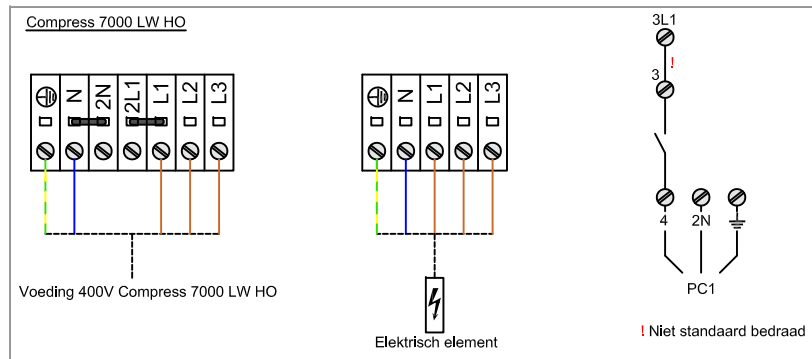 Compress 7000 LW HO
N 2N 2L1 L1 L2 L3
Voeding 400V Compress 7000 LW HO
N L1 L2 L3
Elektrisch element
3L1
!
3
4 2N
PC1
! Niet standaard bedraad